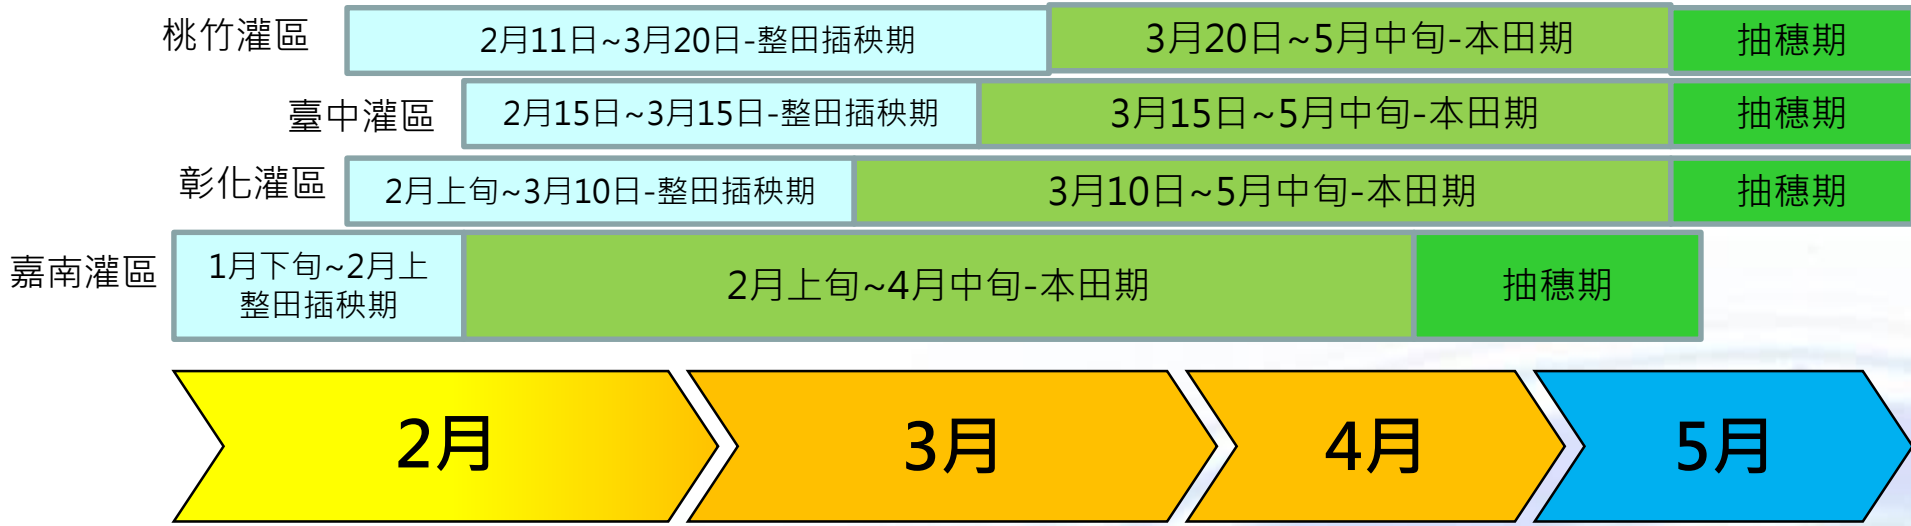 桃竹灌區
2月11日~3月20日-整田插秧期
3月20日~5月中旬-本田期
抽穗期
臺中灌區
2月15日~3月15日-整田插秧期
3月15日~5月中旬-本田期
抽穗期
彰化灌區
2月上旬~3月10日-整田插秧期
3月10日~5月中旬-本田期
抽穗期
嘉南灌區
1月下旬~2月上
整田插秧期
2月上旬~4月中旬-本田期
抽穗期
2月
3月
4月
5月